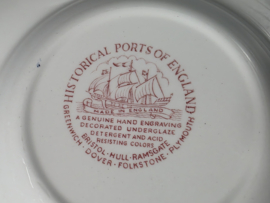 HISTORICAL PORTS OF ENGLAND
MADE IN ENGLAND
A GENUINE HAND ENGRAVING
DECORATED UNDERGLAZE
DETERGENT AND ACID
RESISTING COLORS
BRISTOL · HULL · RAMSGATE
GREENWICH · DOVER · FOLKSTONE · PLYMOUTH